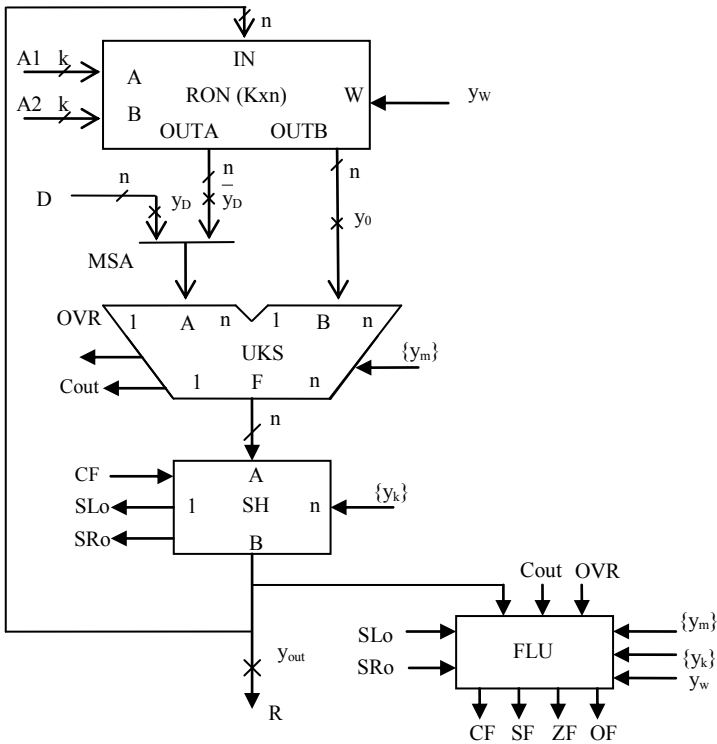 n
IN
A1 k
A
RON (Kxn)
W
yW
A2 k
B
OUTA OUTB
n
n
n
D
yD
y̅D
y0
MSA
OVR
1 A n 1 B n
UKS
{ym}
Cout
1 F n
n
CF
A
{yk}
SLo
1 SH n
SRo
B
Cout OVR
{ym}
SLo
FLU
{yk}
yout
SRo
yw
R
CF SF ZF OF